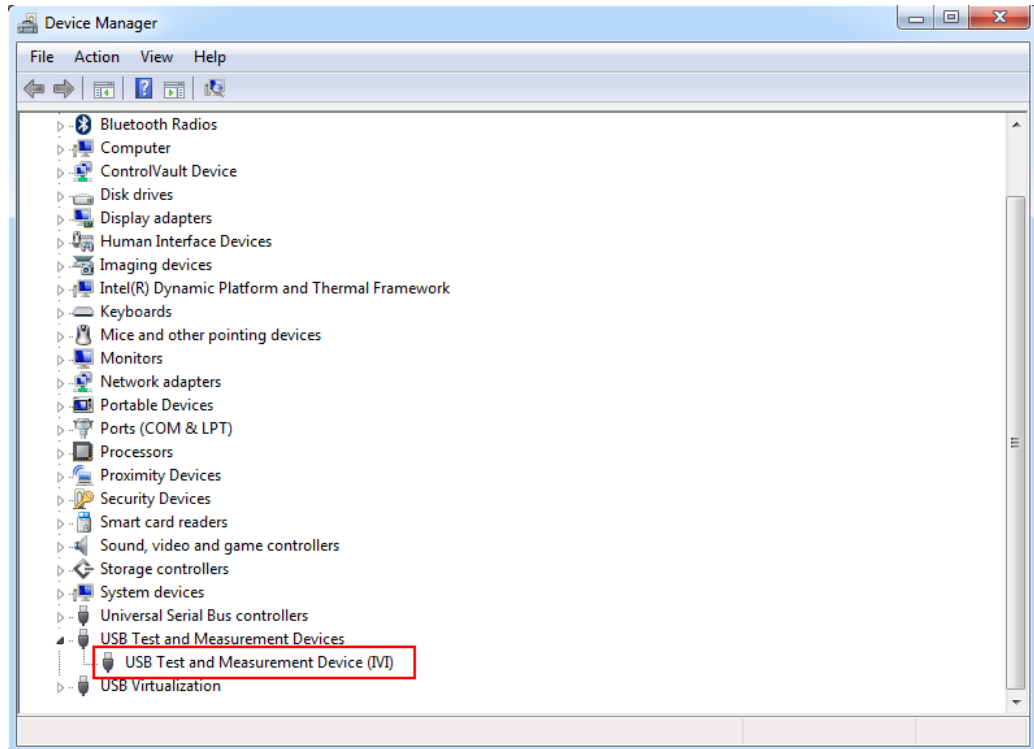 Device Manager
File Action View Help
Bluetooth Radios
Computer
ControlVault Device
Disk drives
Display adapters
Human Interface Devices
Imaging devices
Intel(R) Dynamic Platform and Thermal Framework
Keyboards
Mice and other pointing devices
Monitors
Network adapters
Portable Devices
Ports (COM & LPT)
Processors
Proximity Devices
Security Devices
Smart card readers
Sound, video and game controllers
Storage controllers
System devices
Universal Serial Bus controllers
USB Test and Measurement Devices
USB Test and Measurement Device (IVI)
USB Virtualization